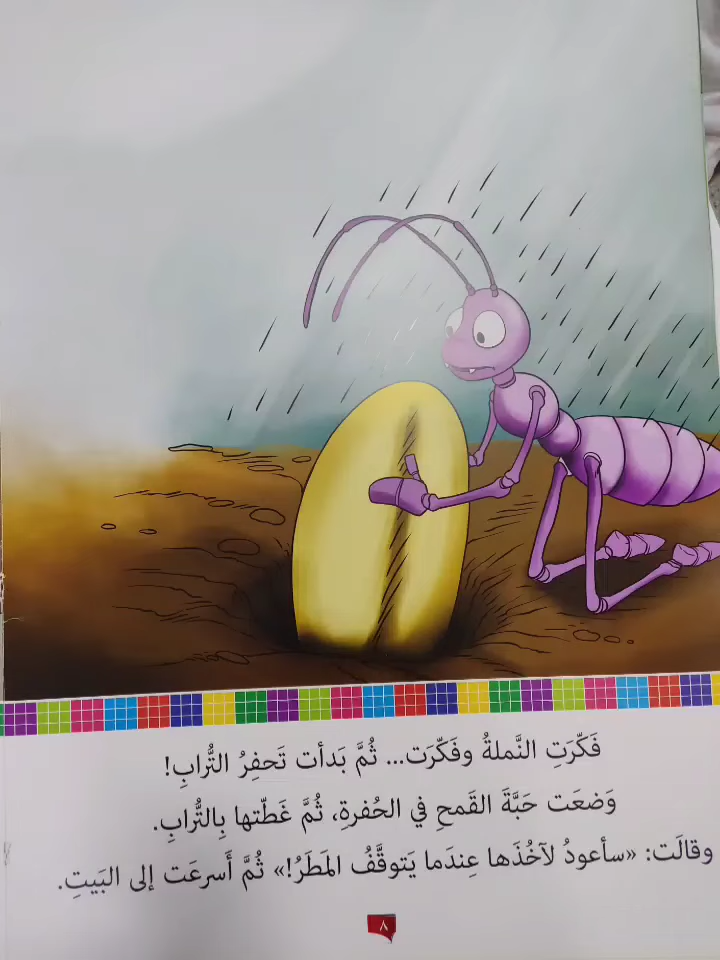 فَكَّرَتِ النَّملةُ وفَكَّرَت... ثُمَّ بَدأت تَحفِرُ التُّرابِ!
وَضعَت حَبَّةَ القَمحِ في الحُفرةِ، ثُمَّ غَطّتها بِالتُّرابِ.
وقالَت: «سأعودُ لآخُذَها عِندَما يَتوقَّفُ المَطَرُ!» ثُمَّ أَسرعَت إلى البَيتِ.
٨